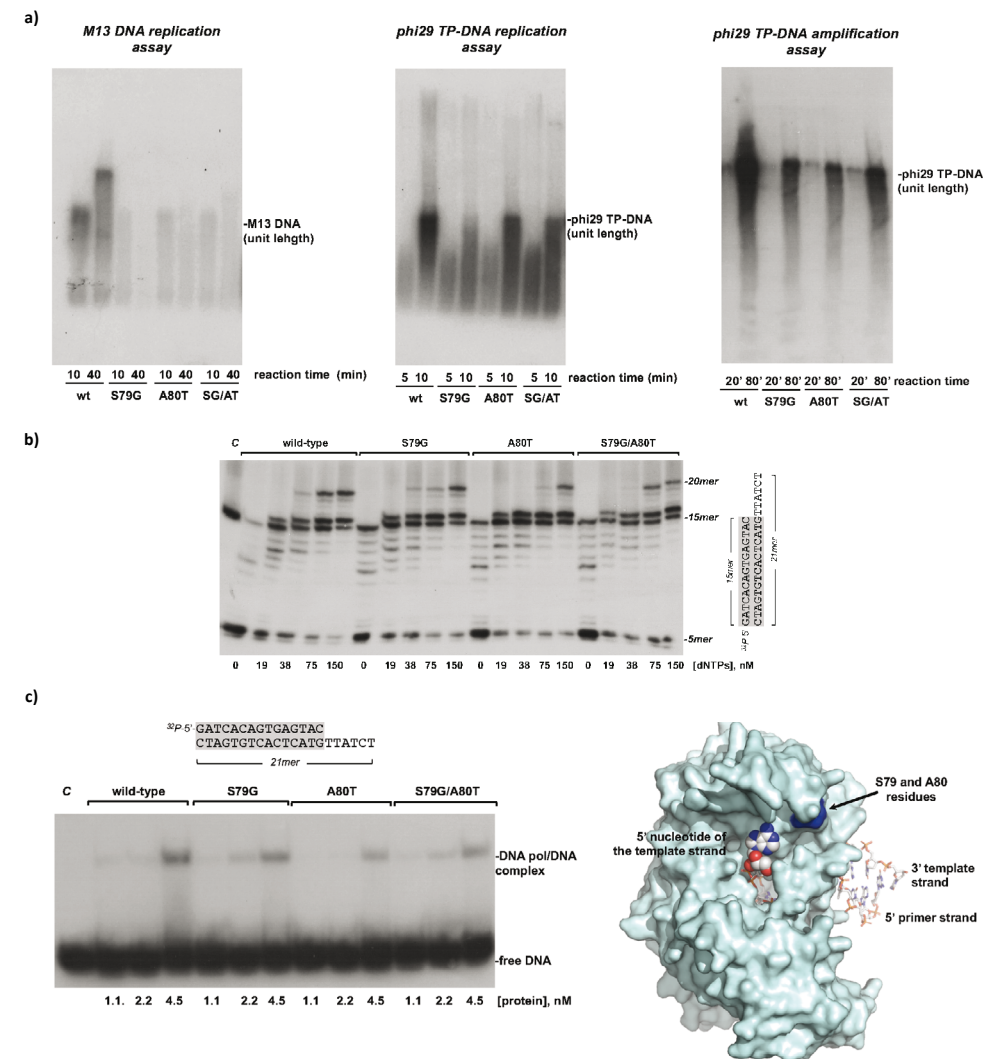 a)
M13 DNA replication
assay
phi29 TP-DNA replication
assay
phi29 TP-DNA amplification
assay
-M13 DNA
(unit length)
-phi29 TP-DNA
(unit length)
-phi29 TP-DNA
(unit length)
10 40 10 40 10 40 10 40 reaction time (min)
wt S79G A80T SG/AT
5 10 5 10 5 10 5 10 reaction time (min)
wt S79G A80T SG/AT
20' 80' 20' 80' 20' 80' 20' 80' reaction time
wt S79G A80T SG/AT
b)
C wild-type S79G A80T S79G/A80T
-20mer
-15mer
-5mer
0 19 38 75 150 0 19 38 75 150 0 19 38 75 150 0 19 38 75 150 [dNTPs], nM
15mer
32P 5' GATCACAGTGAGTAC
CTAGTGTCACTCATGTTATCT
21mer
c)
32P-5'-GATCACAGTGAGTAC
CTAGTGTCACTCATGTTATCT
21mer
C wild-type S79G A80T S79G/A80T
-DNA pol/DNA
complex
-free DNA
1.1. 2.2 4.5 1.1 2.2 4.5 1.1 2.2 4.5 1.1 2.2 4.5 [protein], nM
S79 and A80
residues
5' nucleotide of
the template strand
3' template
strand
5' primer strand